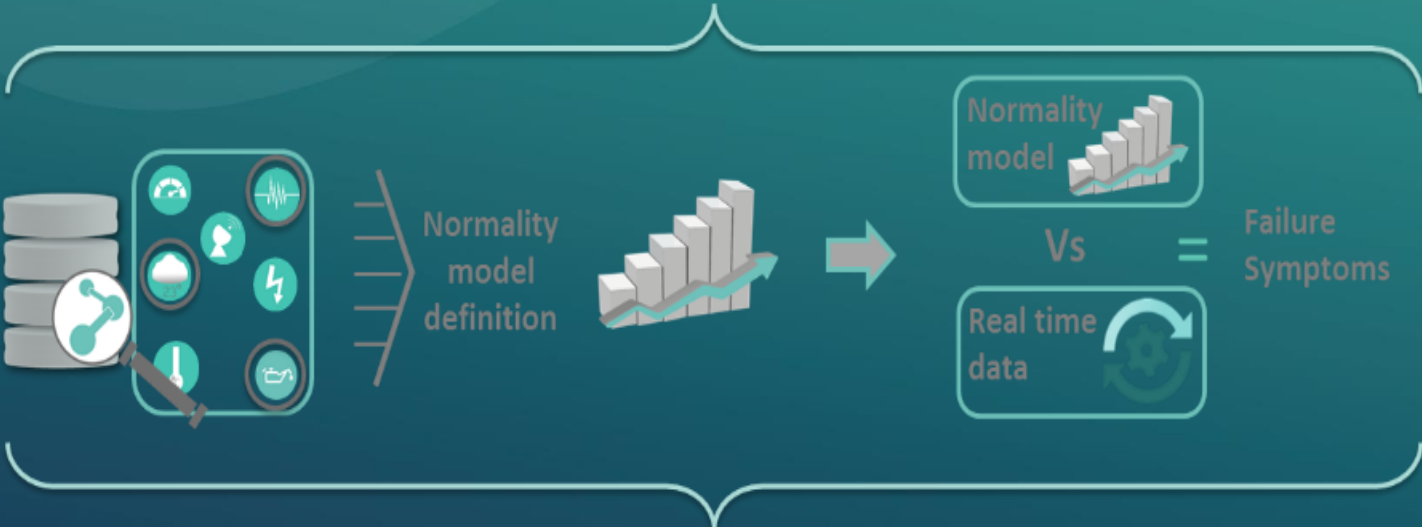 Normality
model
definition
Normality
model
Vs
Real time
data
=
Failure
Symptoms